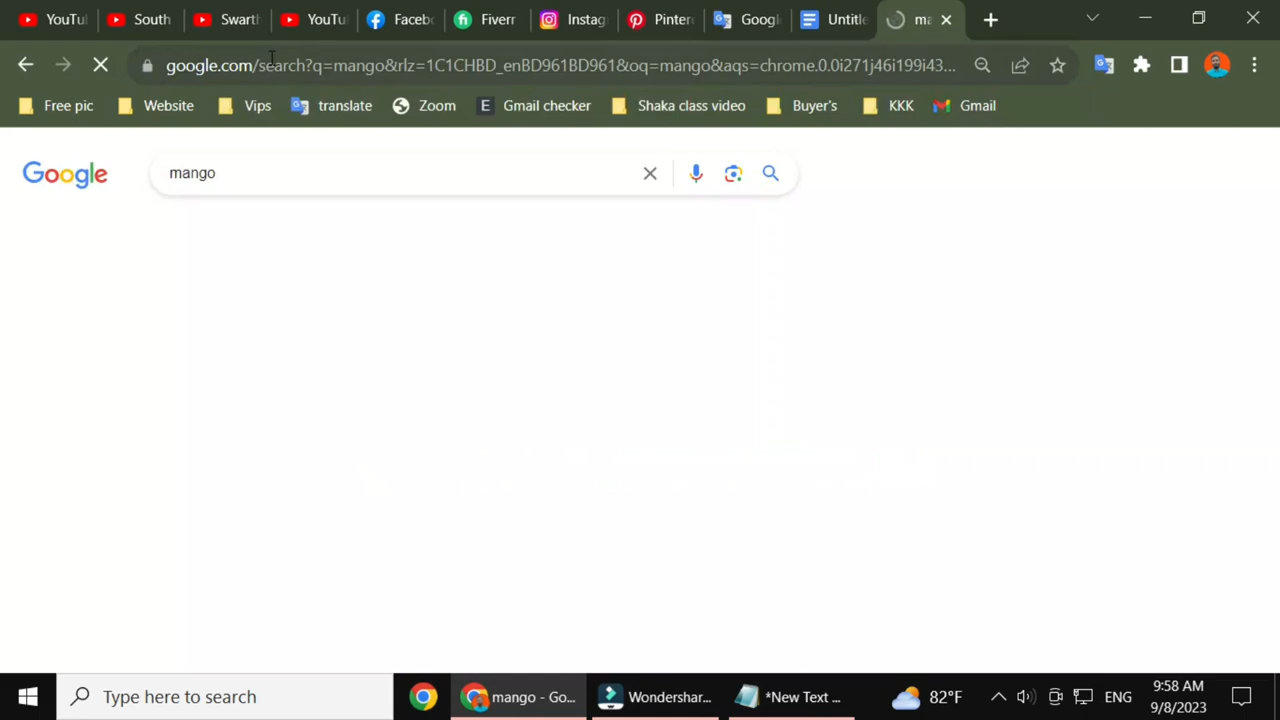 YouTu South Swart YouTu Faceb Fiverr Instag Pinter Googl Untitle ma
google.com/search?q=mango&rlz=1C1CHBD_enBD961BD961&oq=mango&aqs=chrome.0.0i271j46i199i43...
Free pic Website Vips translate Zoom E Gmail checker Shaka class video Buyer's KKK Gmail
Google mango
Type here to search mango - Go... Wondershar... *New Text ... 82°F ENG 9:58 AM
9/8/2023